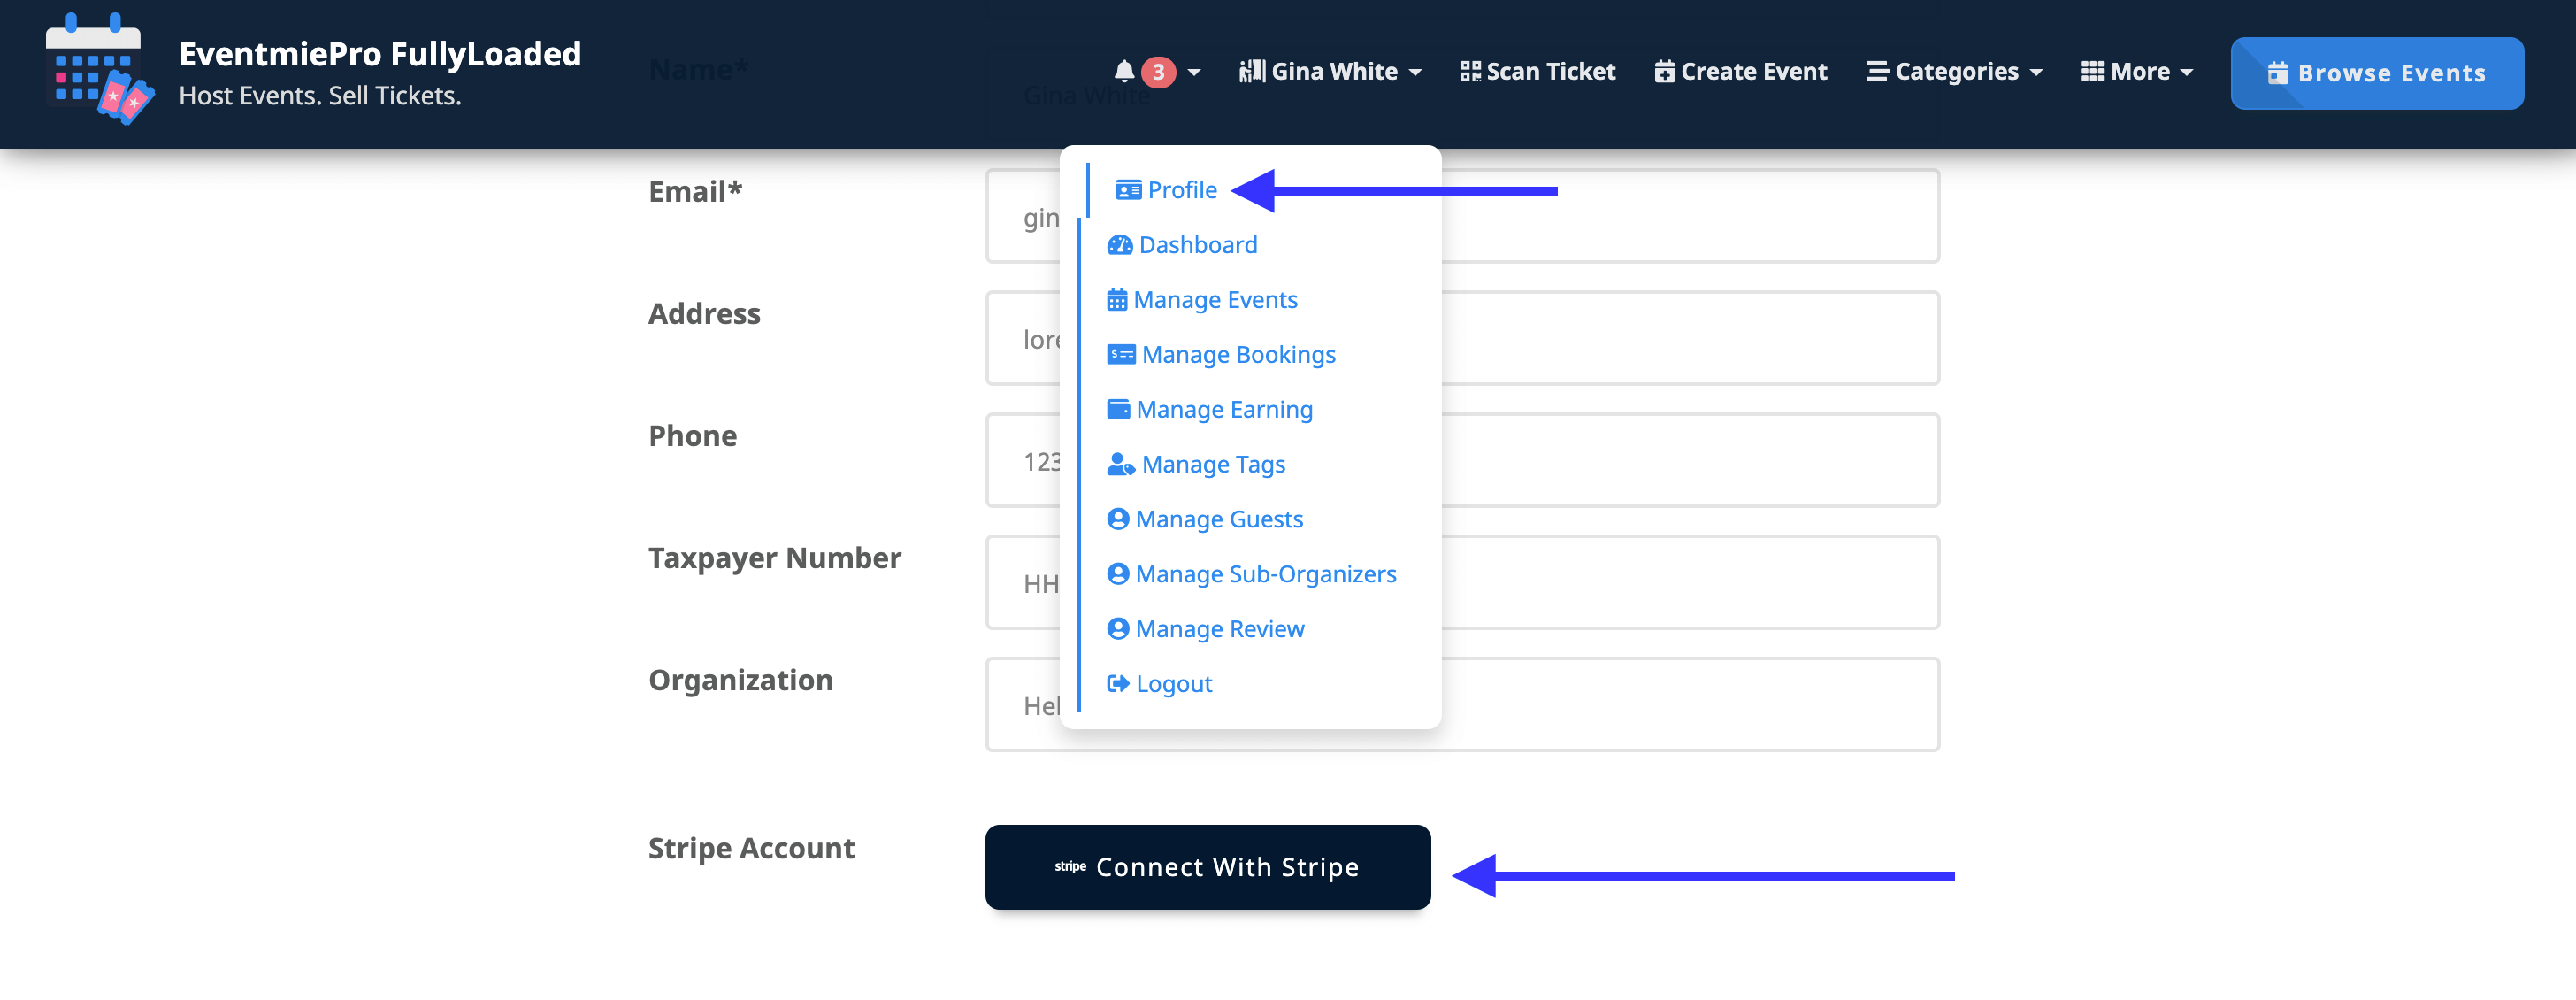 EventmiePro FullyLoaded
Host Events. Sell Tickets.
3
Gina White
Scan Ticket
Create Event
Categories
More
Browse Events
Name*
Gina White
Profile
Dashboard
Manage Events
Manage Bookings
Manage Earning
Manage Tags
Manage Guests
Manage Sub-Organizers
Manage Review
Logout
Email*
gin
Address
lore
Phone
123
Taxpayer Number
HH
Organization
Hel
Stripe Account
stripe Connect With Stripe